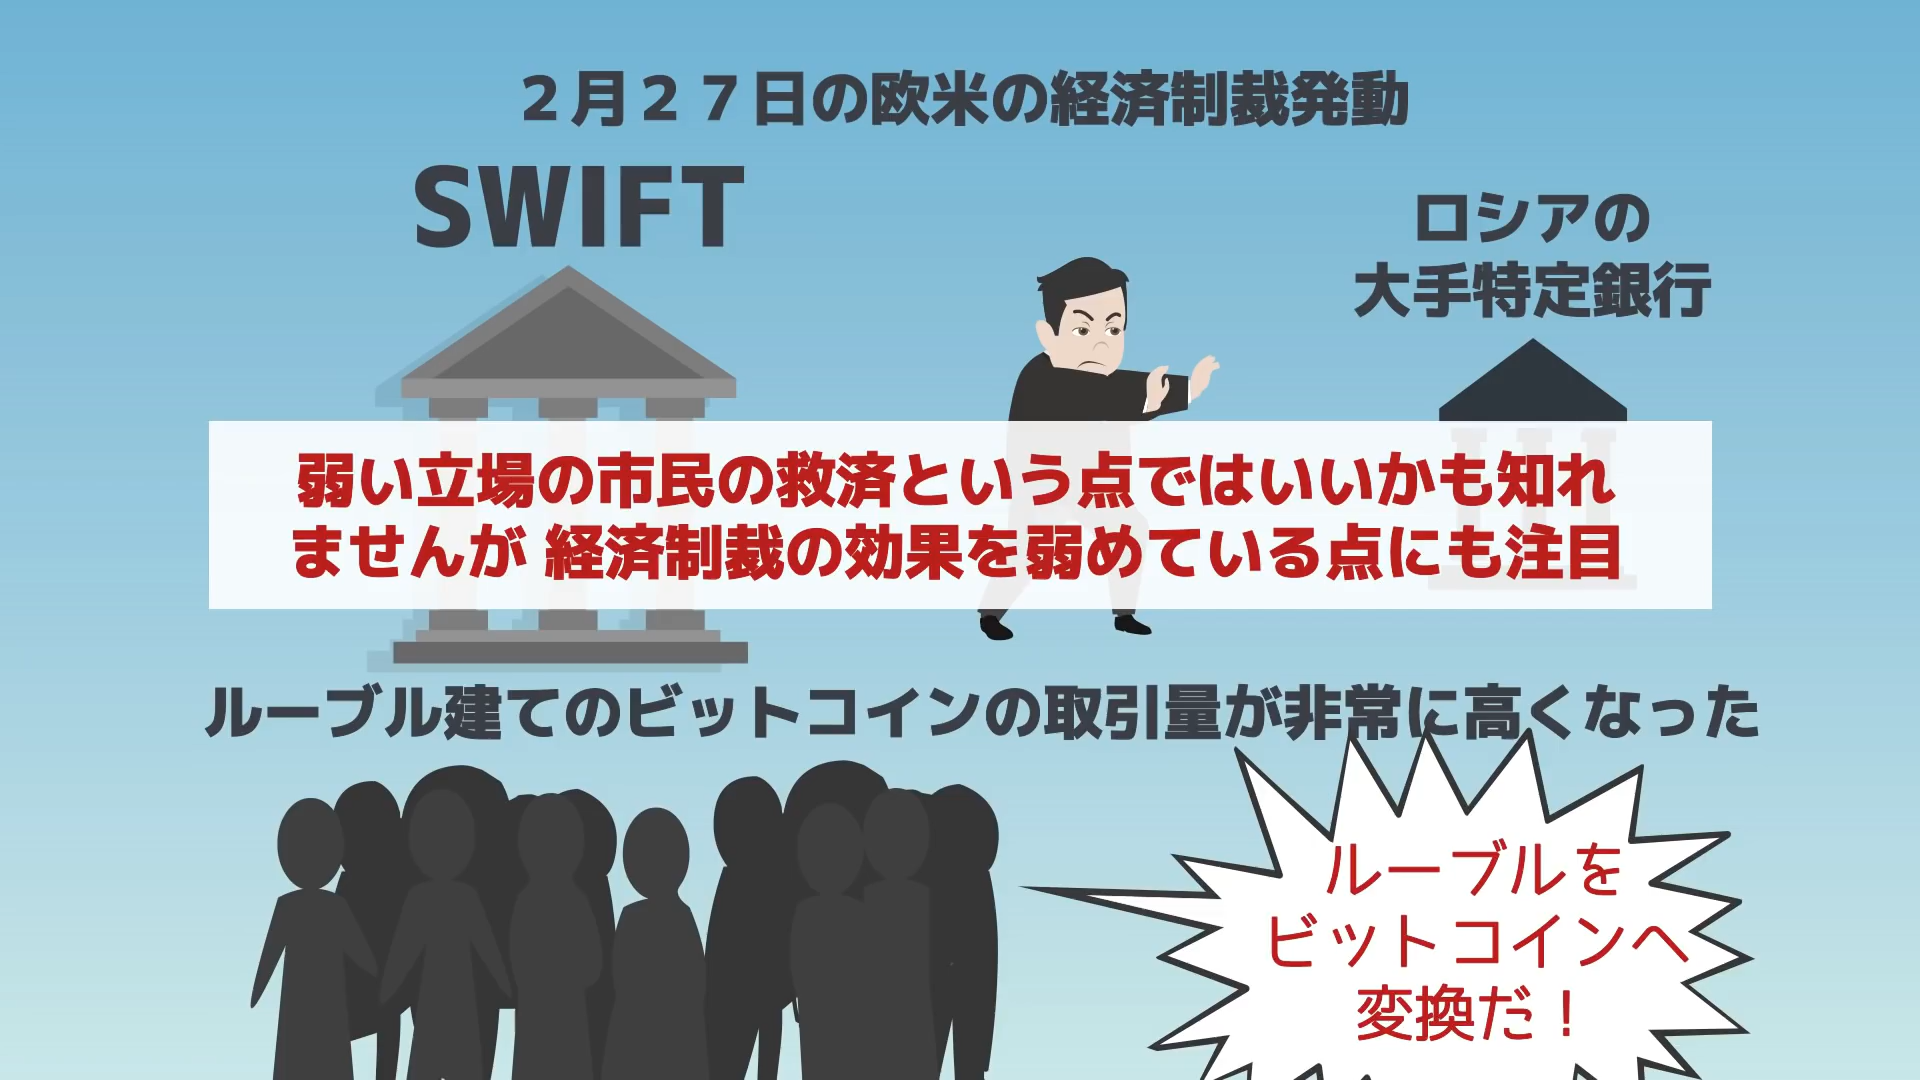 ２月２７日の欧米の経済制裁発動
SWIFT
ロシアの
大手特定銀行
弱い立場の市民の救済という点ではいいかも知れ
ませんが 経済制裁の効果を弱めている点にも注目
ルーブル建てのビットコインの取引量が非常に高くなった
ルーブルを
ビットコインへ
変換だ！